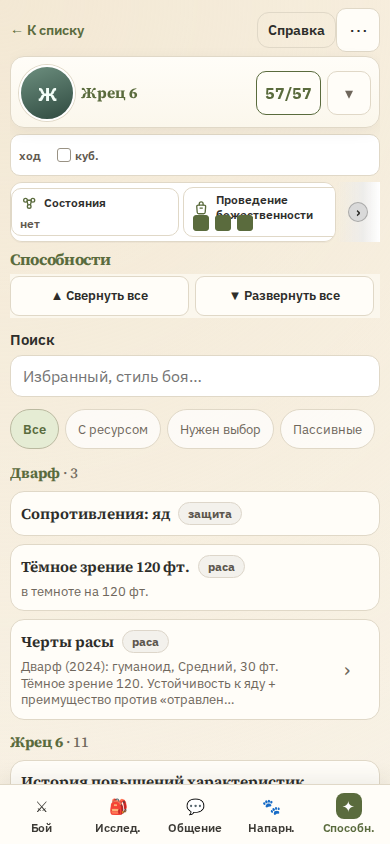 ← К списку
Справка
...
Ж
Жрец 6
57/57
▼
ход
куб.
Состояния
нет
Проведение
божественности
›
Способности
▲ Свернуть все
▼ Развернуть все
Поиск
Избранный, стиль боя...
Все
С ресурсом
Нужен выбор
Пассивные
Дварф · 3
Сопротивления: яд
защита
Тёмное зрение 120 фт.
раса
в темноте на 120 фт.
Черты расы
раса
Дварф (2024): гуманоид, Средний, 30 фт.
Тёмное зрение 120. Устойчивость к яду +
преимущество против «отравлен...
›
Жрец 6 · 11
История повышений характеристик
Бой
Исслед.
Общение
Напарн.
Способн.